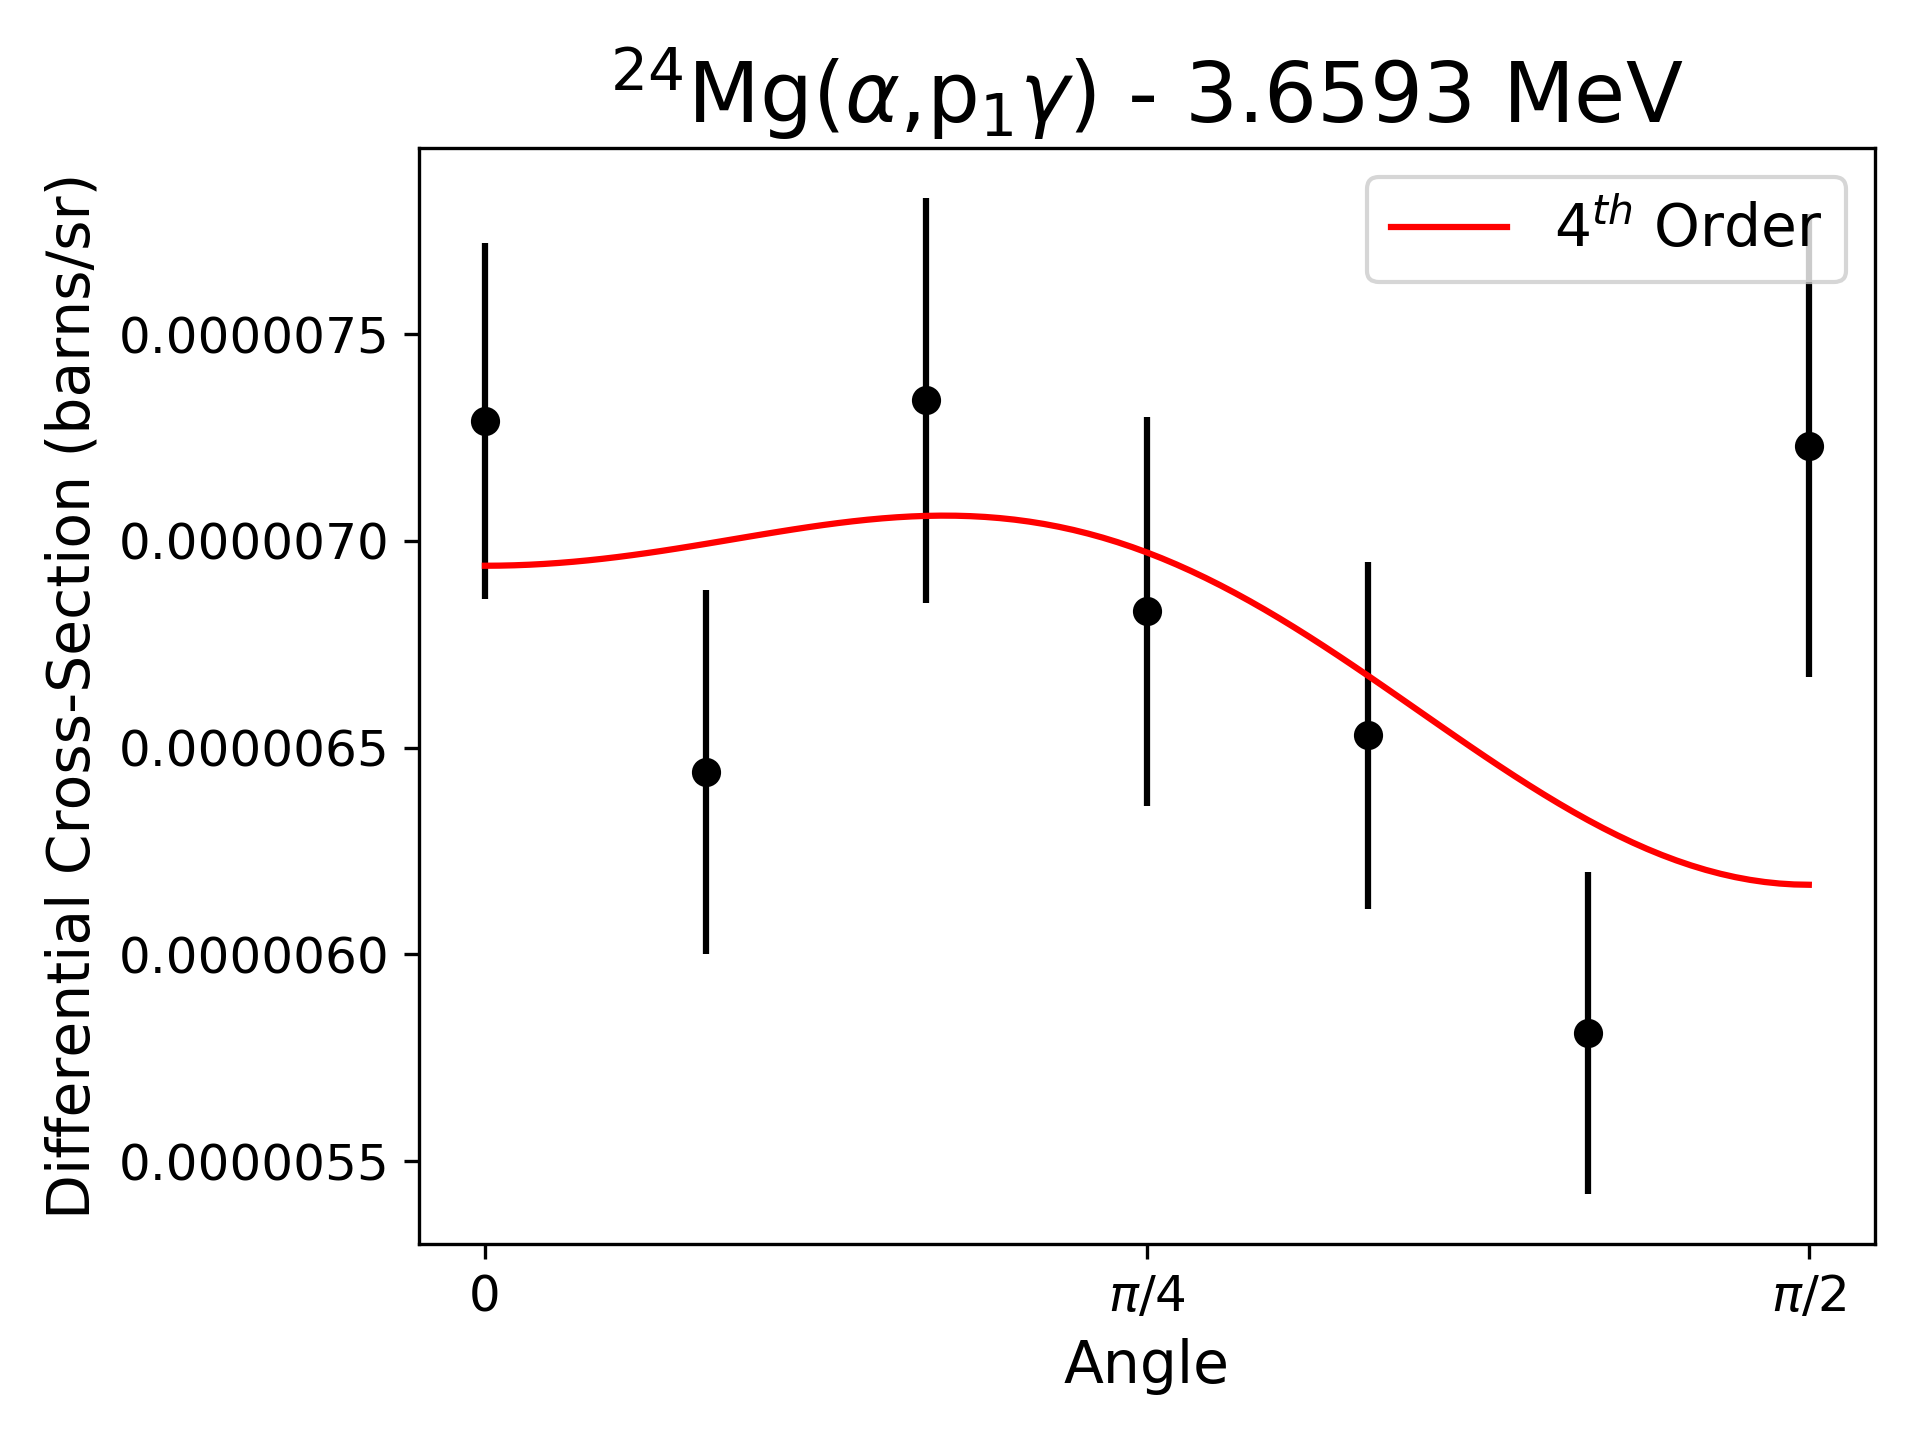 ²⁴Mg(α,p₁γ) - 3.6593 MeV
4ᵗʰ Order
Differential Cross-Section (barns/sr)
0.0000075
0.0000070
0.0000065
0.0000060
0.0000055
0
π/4
π/2
Angle